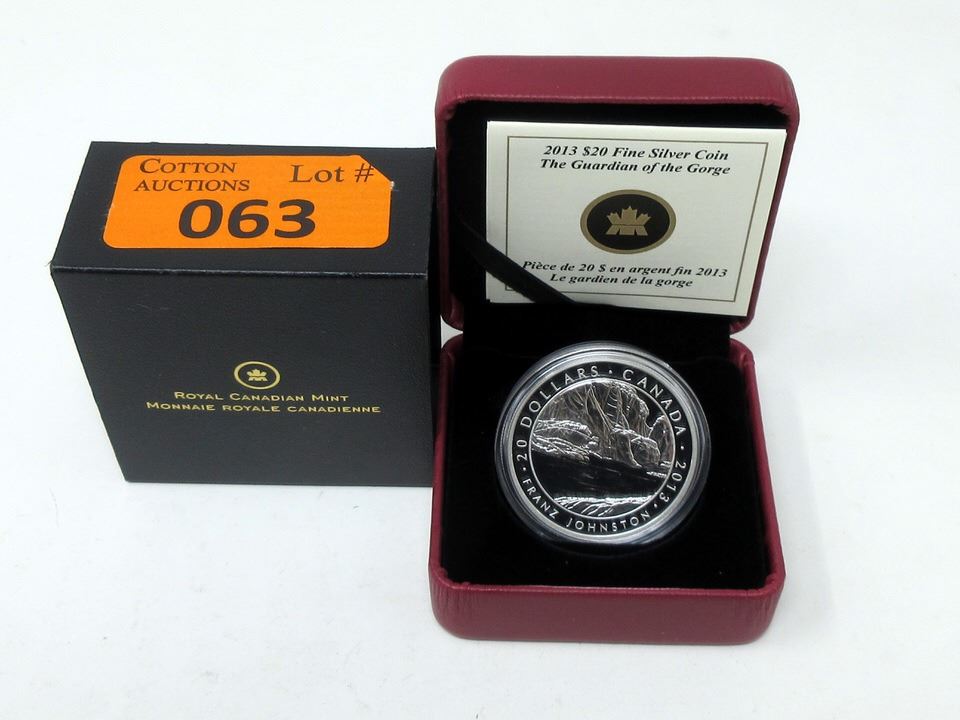 COTTON
AUCTIONS
Lot #
063
ROYAL CANADIAN MINT
MONNAIE ROYALE CANADIENNE
2013 $20 Fine Silver Coin
The Guardian of the Gorge
Pièce de 20 $ en argent fin 2013
Le gardien de la gorge
20 DOLLARS · CANADA · 2013 ·
FRANZ JOHNSTON